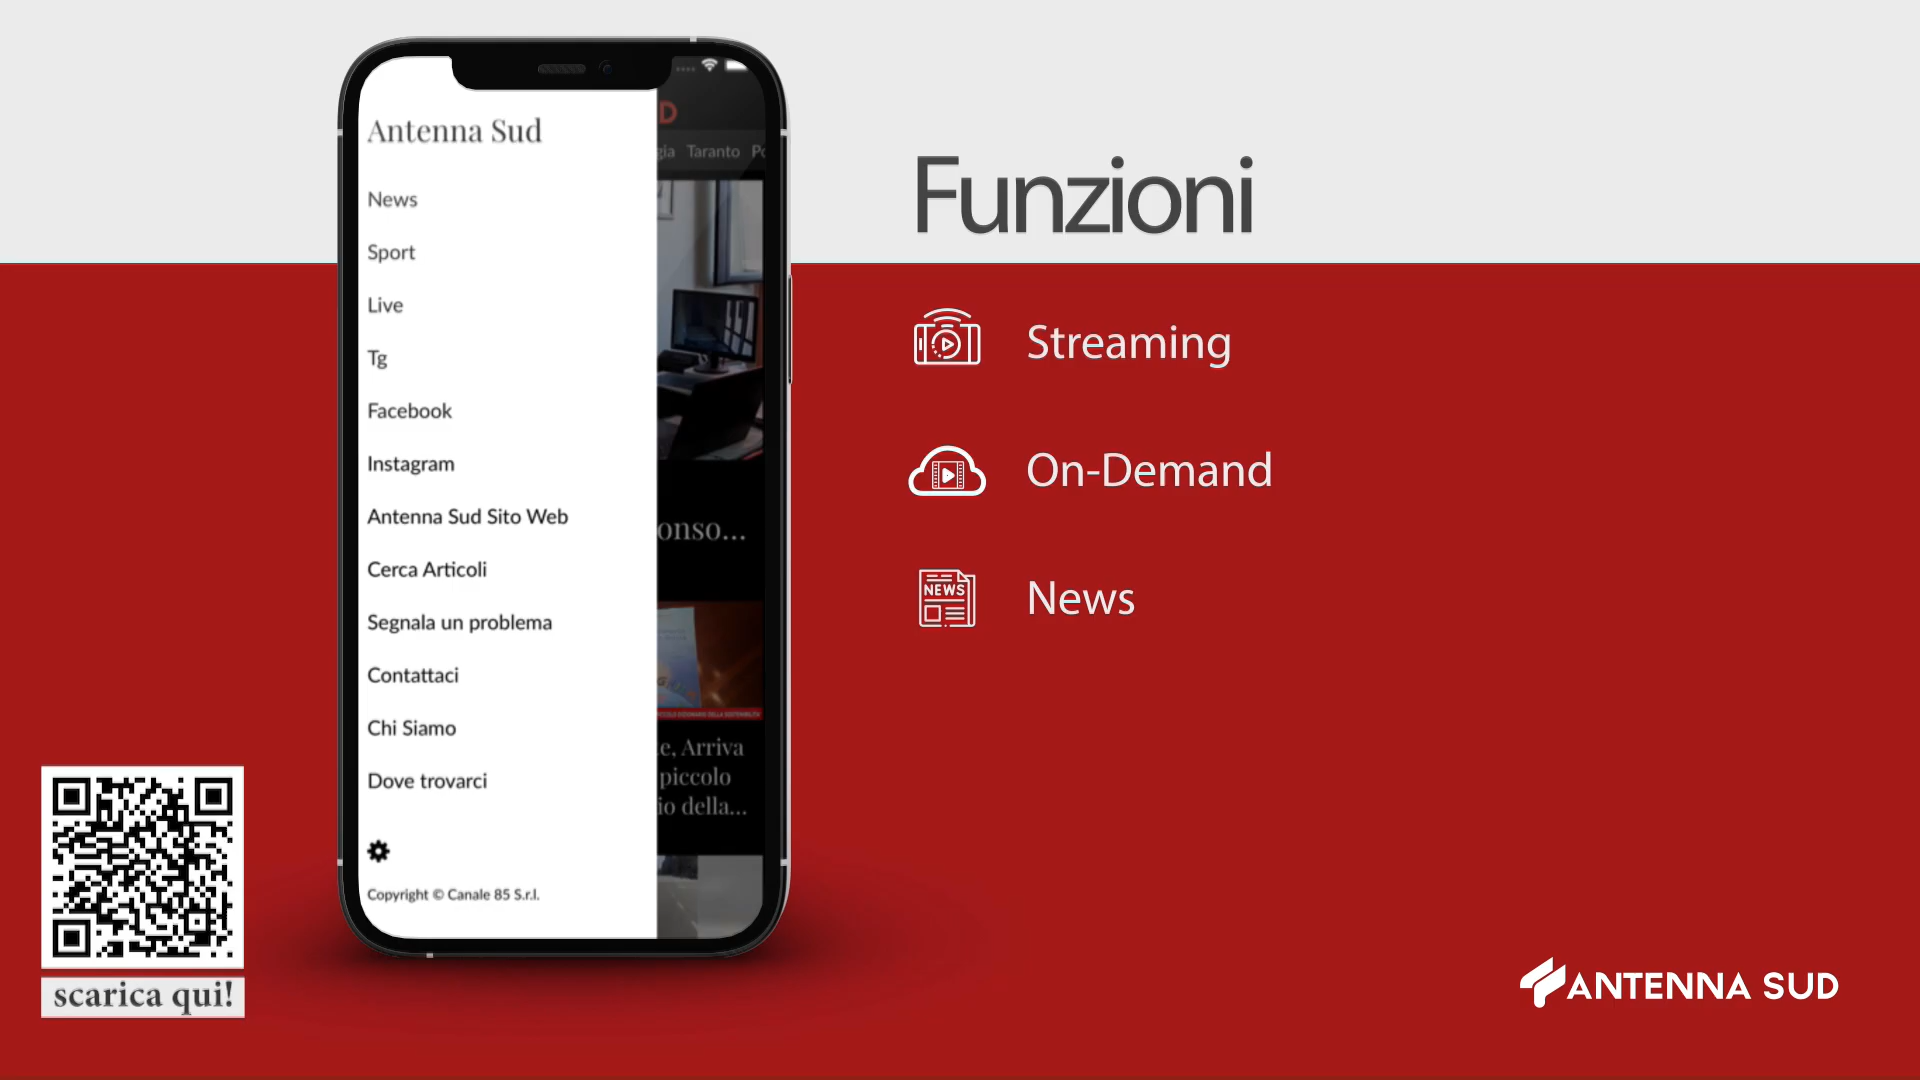 Antenna Sud
News
Sport
Live
Tg
Facebook
Instagram
Antenna Sud Sito Web
Cerca Articoli
Segnala un problema
Contattaci
Chi Siamo
Dove trovarci
Copyright © Canale 85 S.r.l.
D
gia Taranto Po
onso...
e, Arriva
piccolo
io della...
Funzioni
Streaming
On-Demand
NEWS
News
scarica qui!
ANTENNA SUD